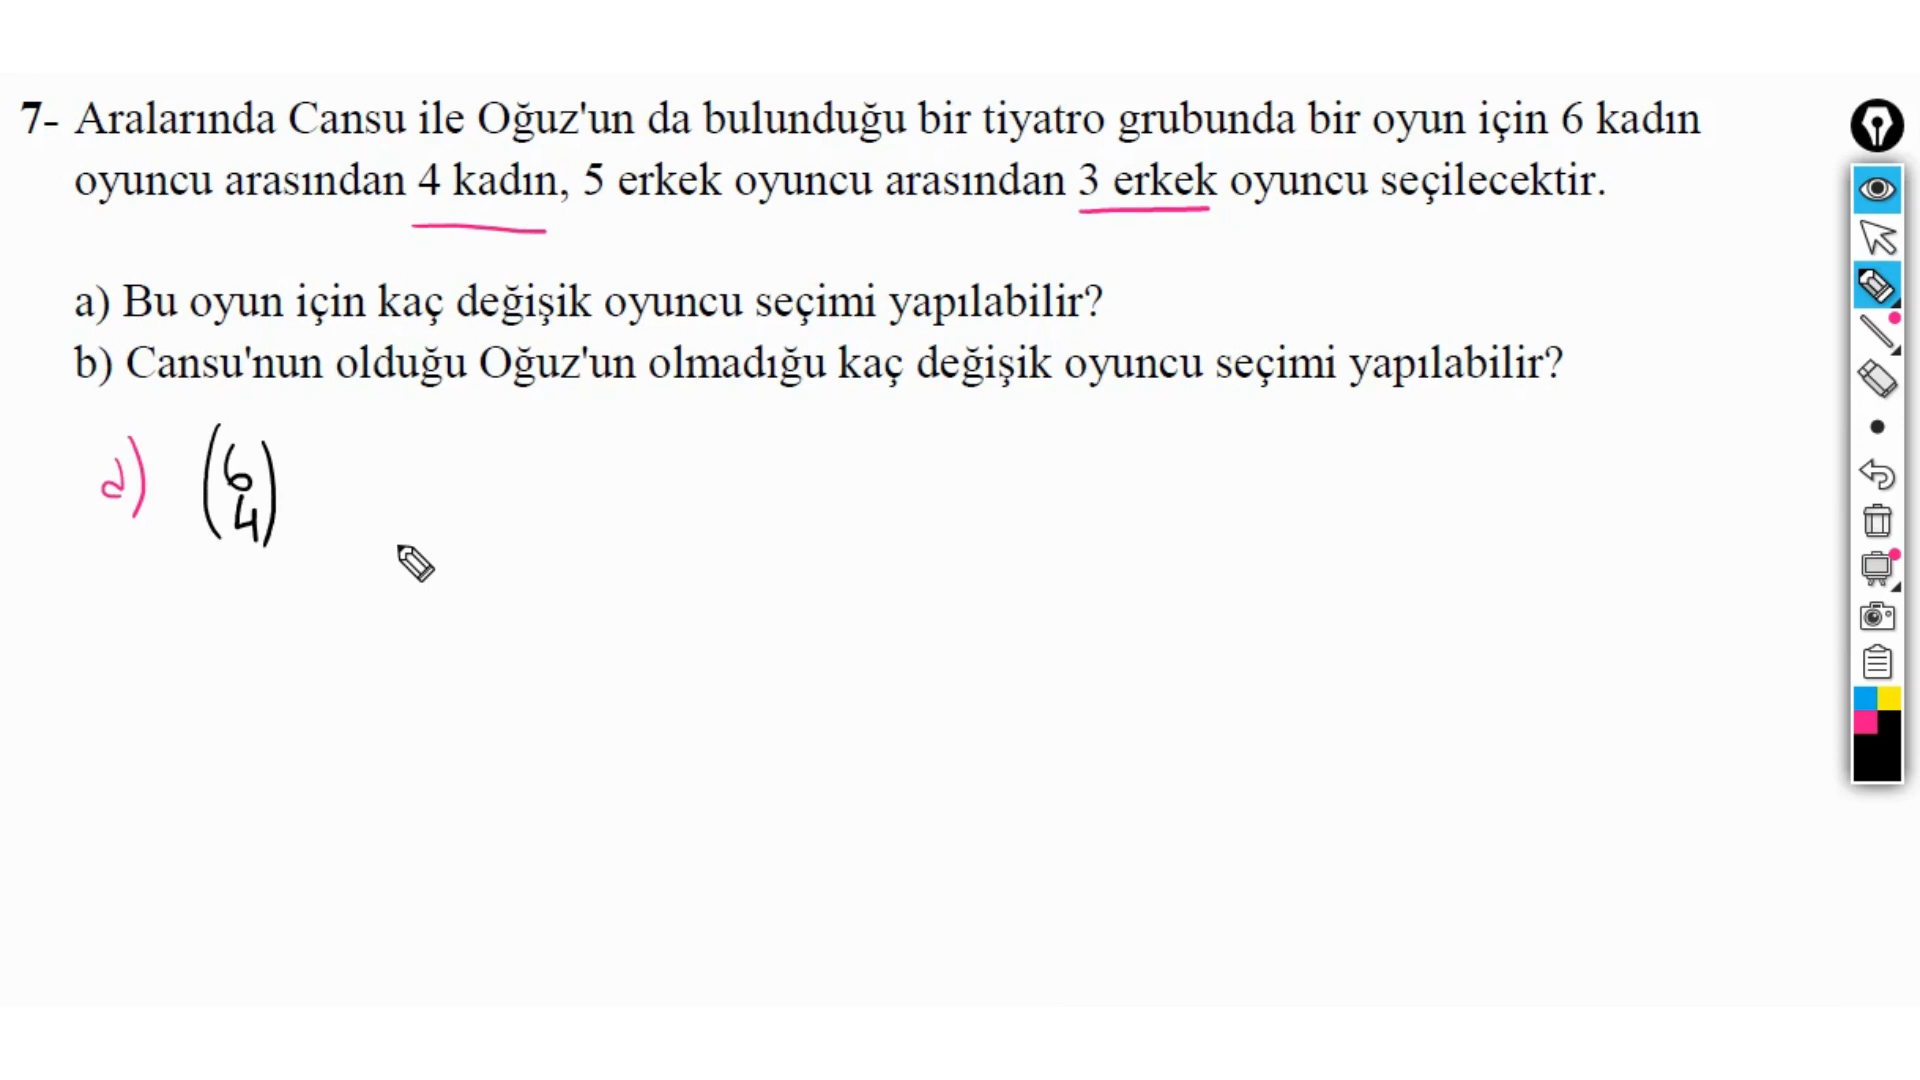 7- Aralarında Cansu ile Oğuz'un da bulunduğu bir tiyatro grubunda bir oyun için 6 kadın
oyuncu arasından 4 kadın, 5 erkek oyuncu arasından 3 erkek oyuncu seçilecektir.
a) Bu oyun için kaç değişik oyuncu seçimi yapılabilir?
b) Cansu'nun olduğu Oğuz'un olmadığı kaç değişik oyuncu seçimi yapılabilir?
a) (6
4)